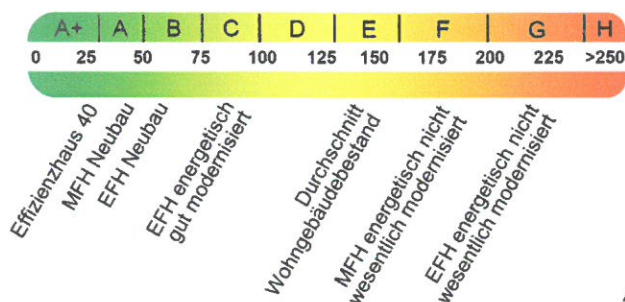 A+ A B C D E F G H
0 25 50 75 100 125 150 175 200 225 >250
Effizienzhaus 40
MFH Neubau
EFH Neubau
EFH energetisch
gut modernisiert
Durchschnitt
Wohngebäudebestand
MFH energetisch nicht
wesentlich modernisiert
EFH energetisch nicht
wesentlich modernisiert